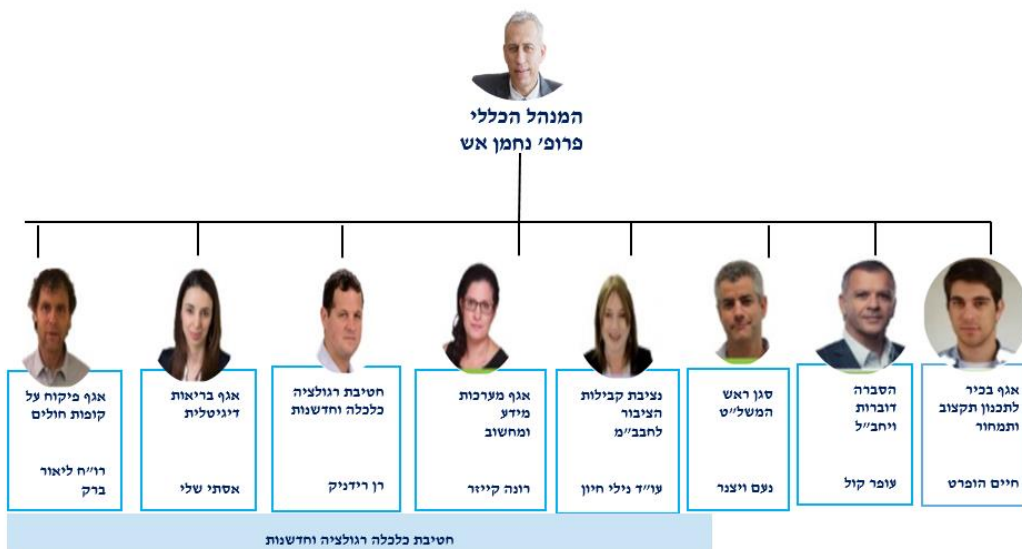 המנהל הכללי
פרופ' נחמן אש
אגף בכיר
לתכנון תקצוב
ותמחור
חיים הופרט
הסברה
דוברות
ויחב"ל
עופר קול
סגן ראש
המשל"ט
נעם ויצנר
נציבת קבילות
הציבור
לחבב"מ
עו"ד נילי חיון
אגף מערכות
מידע
ומחשוב
רונה קייזר
חטיבת רגולציה
כלכלה וחדשנות
רן רידניק
אגף בריאות
דיגיטלית
אסתי שלי
אגף פיקוח על
קופות חולים
רו"ח ליאור
ברק
חטיבת כלכלה רגולציה וחדשנות